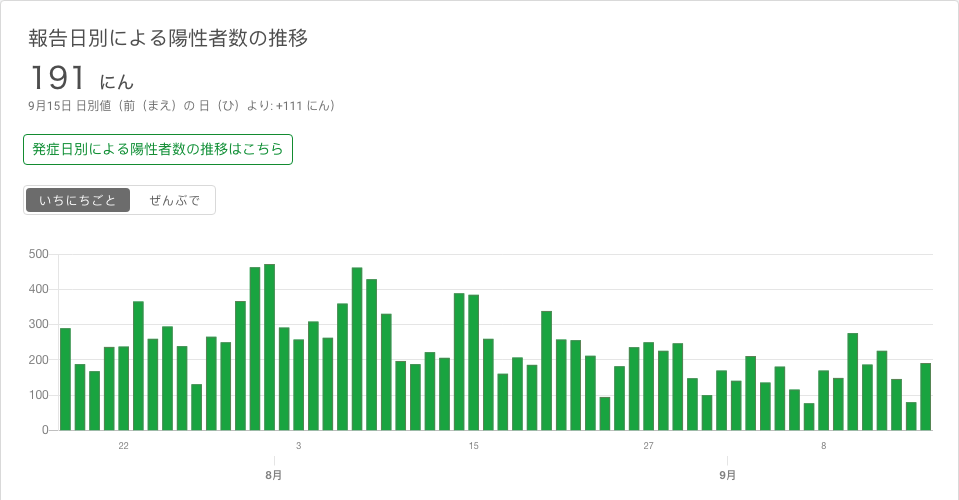 報告日別による陽性者数の推移
191 にん
9月15日 日別値（前（まえ）の 日（ひ）より: +111 にん）
発症日別による陽性者数の推移はこちら
いちにちごと ぜんぶで
500
400
300
200
100
0
22 3 15 27 8
8月 9月